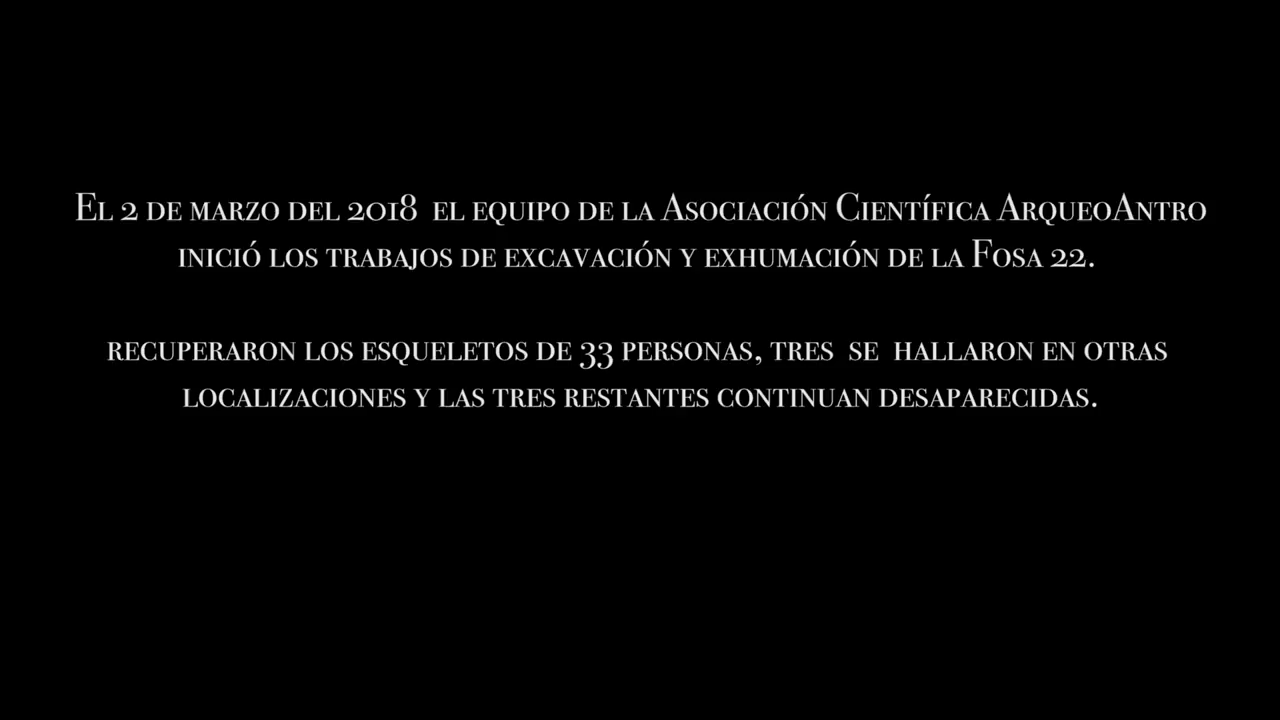 El 2 de marzo del 2018 el equipo de la Asociación Científica ArqueoAntro
inició los trabajos de excavación y exhumación de la Fosa 22.
recuperaron los esqueletos de 33 personas, tres se hallaron en otras
localizaciones y las tres restantes continuan desaparecidas.